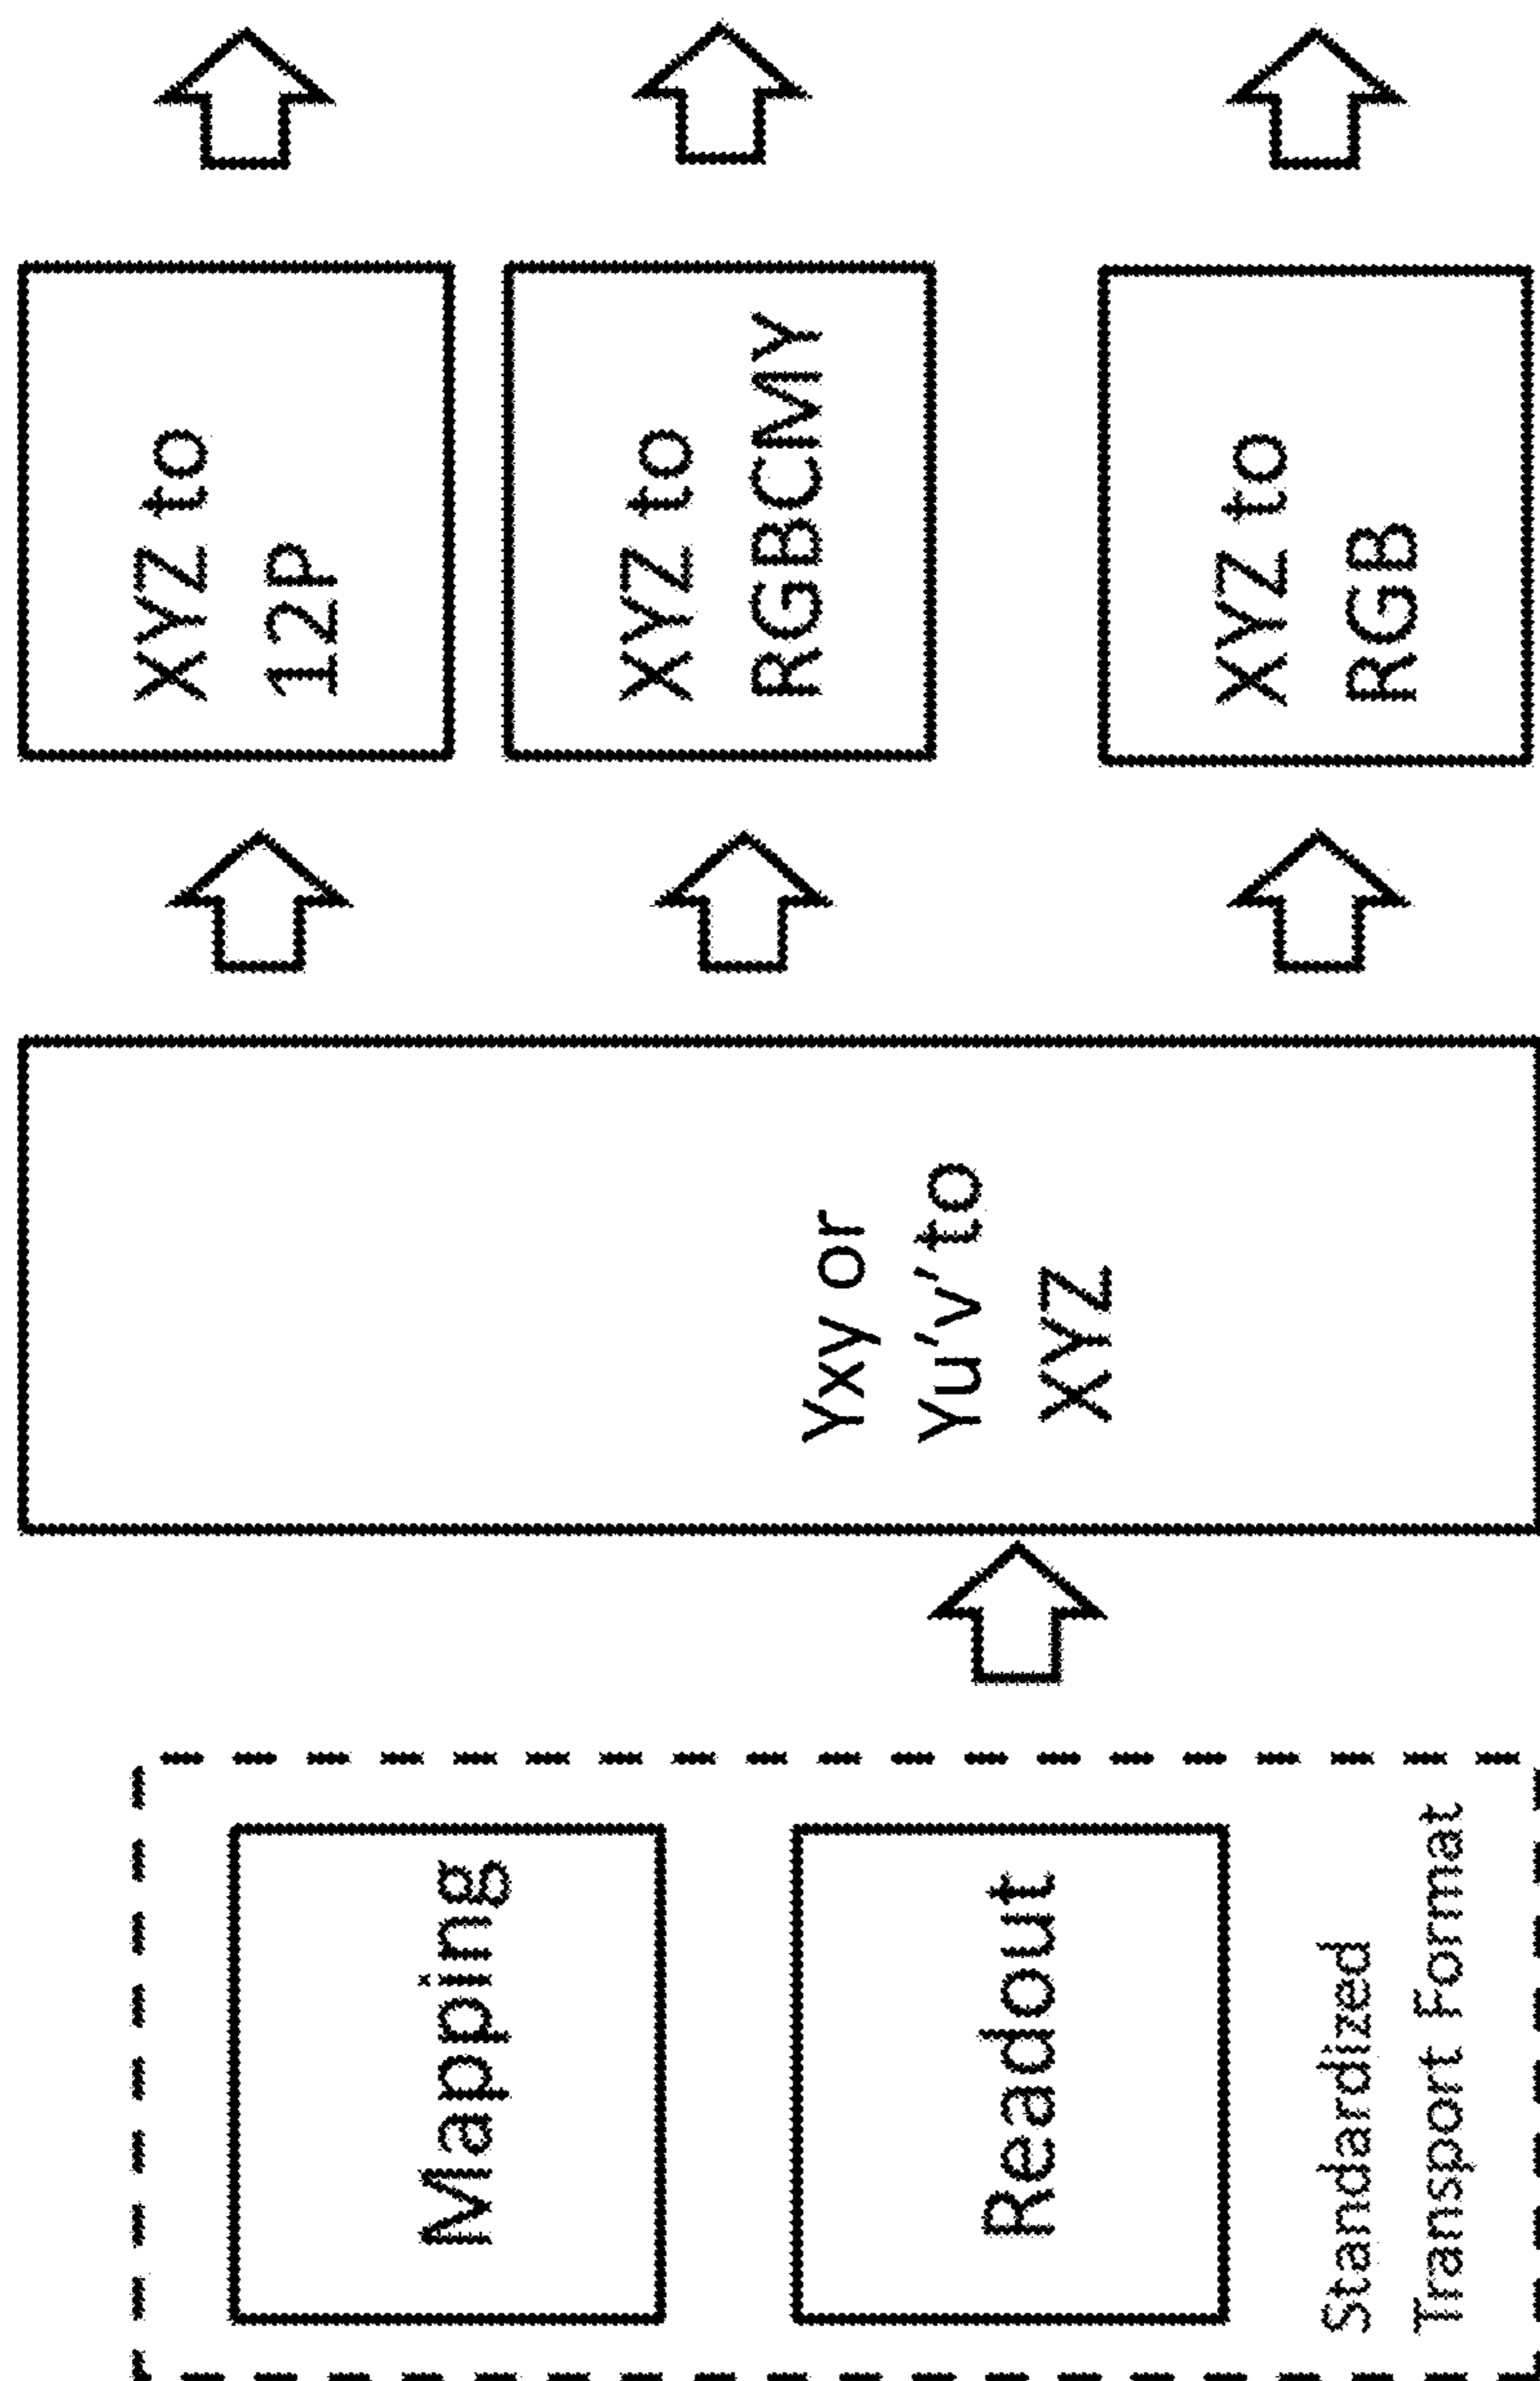 Mapping
Readout
Standardized
Transport Format
Yxy or
Yu'v' to
XYZ
XYZ to
12P
XYZ to
RGBCMY
XYZ to
RGB